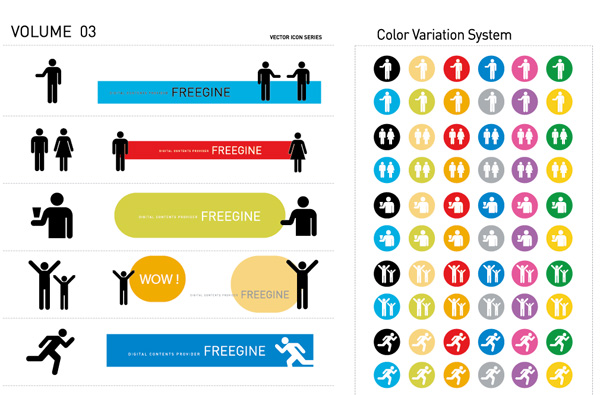 VOLUME 03
VECTOR ICON SERIES
Color Variation System
DIGITAL CONTENTS PROVIDER FREEGINE
DIGITAL CONTENTS PROVIDER FREEGINE
DIGITAL CONTENTS PROVIDER FREEGINE
WOW !
DIGITAL CONTENTS PROVIDER FREEGINE
DIGITAL CONTENTS PROVIDER FREEGINE